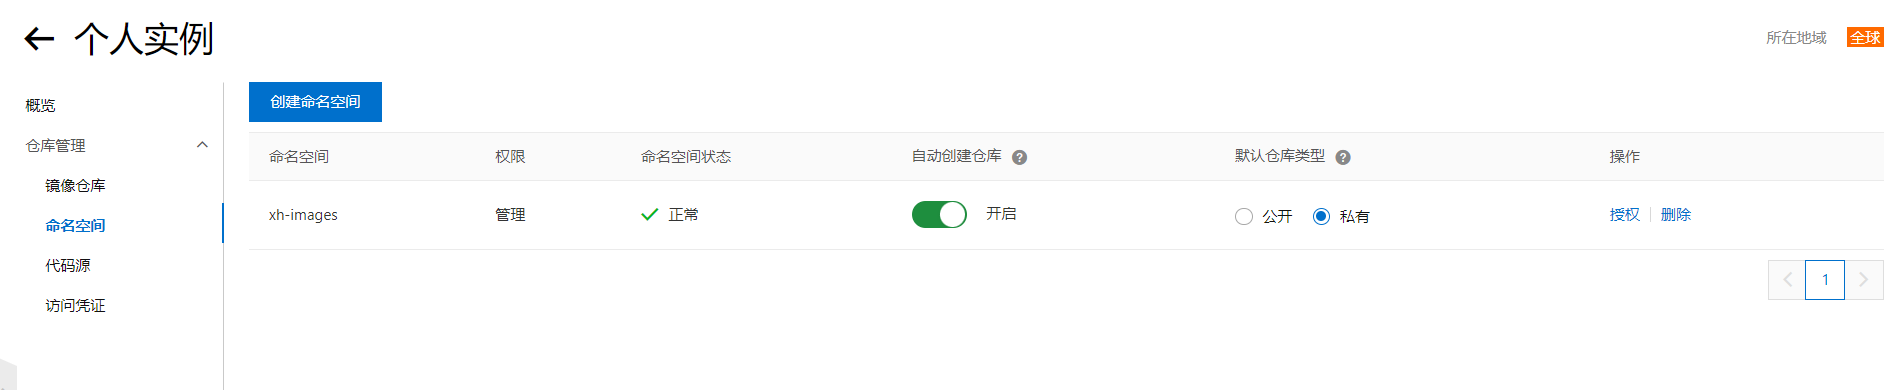 个人实例
所在地域 全球
概览
仓库管理
镜像仓库
命名空间
代码源
访问凭证
创建命名空间
命名空间 权限 命名空间状态 自动创建仓库 默认仓库类型 操作
xh-images 管理 正常 开启 公开 私有 授权 删除
1